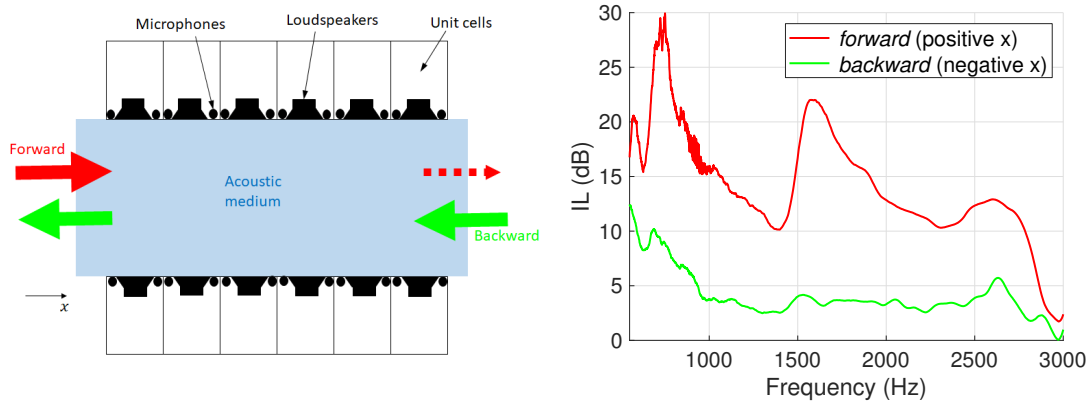 Microphones
Loudspeakers
Unit cells
Forward
Acoustic
medium
Backward
x
forward (positive x)
backward (negative x)
30
25
20
15
10
5
0
IL (dB)
1000
1500
2000
2500
3000
Frequency (Hz)